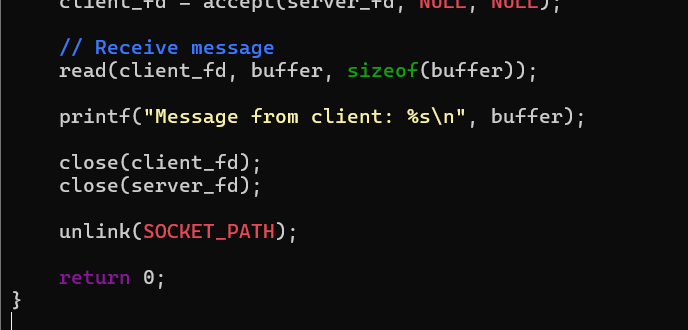 client_fd = accept(server_fd, NULL, NULL);
// Receive message
read(client_fd, buffer, sizeof(buffer));
printf("Message from client: %s\n", buffer);
close(client_fd);
close(server_fd);
unlink(SOCKET_PATH);
return 0;
}